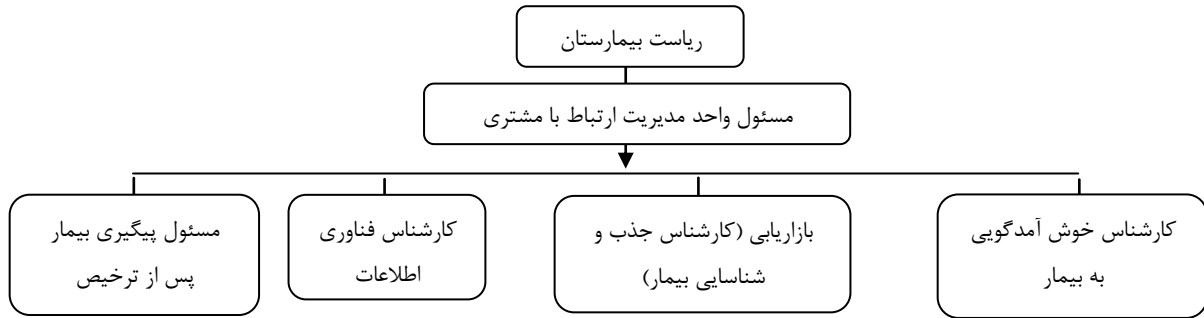 ریاست بیمارستان
مسئول واحد مدیریت ارتباط با مشتری
کارشناس خوش آمدگویی
به بیمار
بازاریابی (کارشناس جذب و
شناسایی بیمار)
کارشناس فناوری
اطلاعات
مسئول پیگیری بیمار
پس از ترخیص